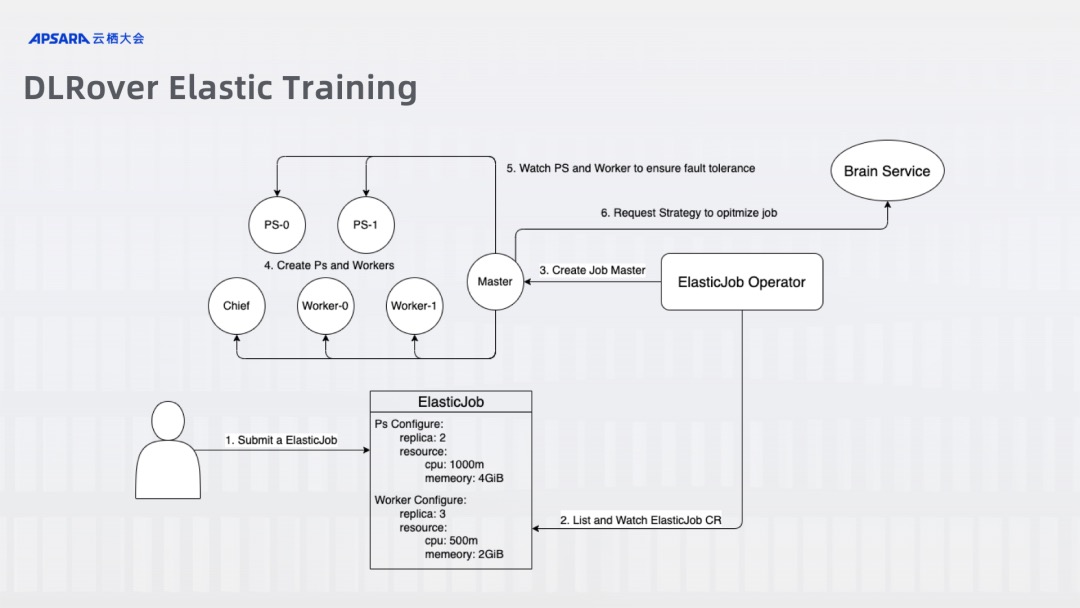 APSARA 云栖大会
DLRover Elastic Training
5. Watch PS and Worker to ensure fault tolerance
Brain Service
6. Request Strategy to opitmize job
PS-0
PS-1
4. Create Ps and Workers
Master
3. Create Job Master
ElasticJob Operator
Chief
Worker-0
Worker-1
ElasticJob
1. Submit a ElasticJob
Ps Configure:
replica: 2
resource:
cpu: 1000m
memeory: 4GiB
Worker Configure:
replica: 3
resource:
cpu: 500m
memeory: 2GiB
2. List and Watch ElasticJob CR